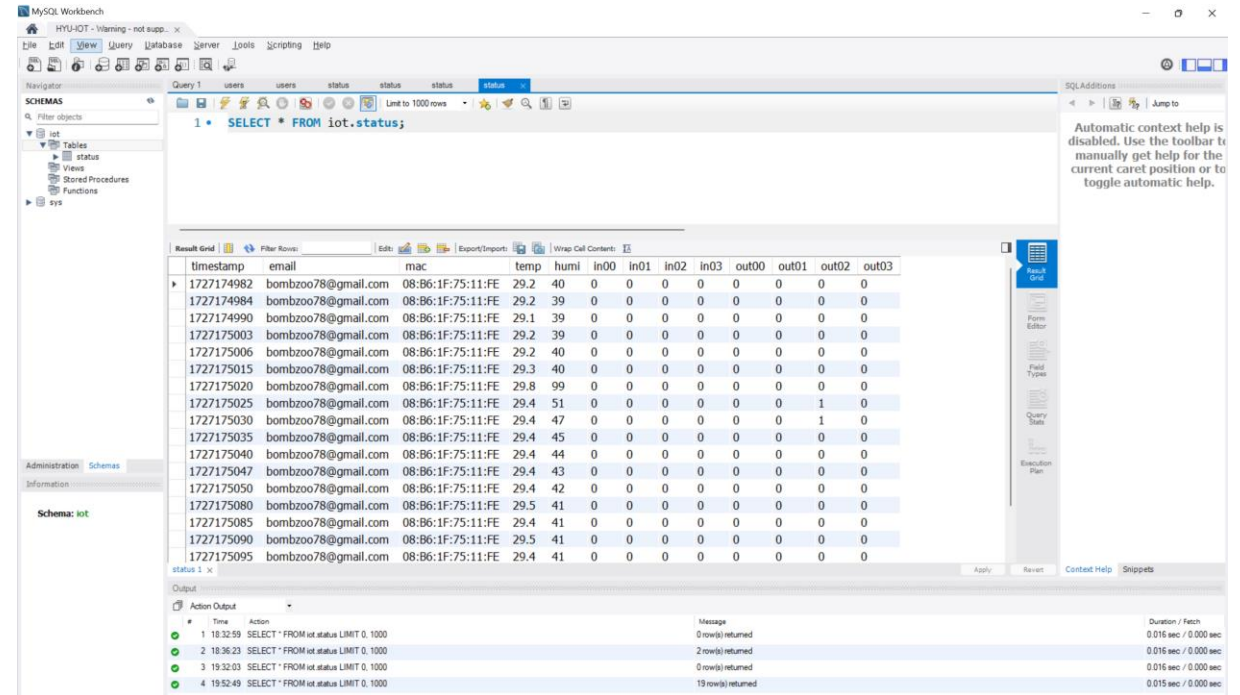 MySQL Workbench
HYU-IOT - Warning - not supp... ×
File Edit View Query Database Server Tools Scripting Help
Navigator
SCHEMAS
Filter objects
iot
Tables
status
Views
Stored Procedures
Functions
sys
Administration Schemas
Information
Schema: iot
Query 1 users users status status status status ×
Limit to 1000 rows
1 SELECT * FROM iot.status;
Result Grid Filter Rows: Edit: Export/Import: Wrap Cell Content:
timestamp email mac temp humi in00 in01 in02 in03 out00 out01 out02 out03
1727174982 bombzoo78@gmail.com 08:B6:1F:75:11:FE 29.2 40 0 0 0 0 0 0 0 0
1727174984 bombzoo78@gmail.com 08:B6:1F:75:11:FE 29.2 39 0 0 0 0 0 0 0 0
1727174990 bombzoo78@gmail.com 08:B6:1F:75:11:FE 29.1 39 0 0 0 0 0 0 0 0
1727175003 bombzoo78@gmail.com 08:B6:1F:75:11:FE 29.2 39 0 0 0 0 0 0 0 0
1727175006 bombzoo78@gmail.com 08:B6:1F:75:11:FE 29.2 40 0 0 0 0 0 0 0 0
1727175015 bombzoo78@gmail.com 08:B6:1F:75:11:FE 29.3 40 0 0 0 0 0 0 0 0
1727175020 bombzoo78@gmail.com 08:B6:1F:75:11:FE 29.8 99 0 0 0 0 0 0 0 0
1727175025 bombzoo78@gmail.com 08:B6:1F:75:11:FE 29.4 51 0 0 0 0 0 0 1 0
1727175030 bombzoo78@gmail.com 08:B6:1F:75:11:FE 29.4 47 0 0 0 0 0 0 1 0
1727175035 bombzoo78@gmail.com 08:B6:1F:75:11:FE 29.4 45 0 0 0 0 0 0 0 0
1727175040 bombzoo78@gmail.com 08:B6:1F:75:11:FE 29.4 44 0 0 0 0 0 0 0 0
1727175047 bombzoo78@gmail.com 08:B6:1F:75:11:FE 29.4 43 0 0 0 0 0 0 0 0
1727175050 bombzoo78@gmail.com 08:B6:1F:75:11:FE 29.4 42 0 0 0 0 0 0 0 0
1727175080 bombzoo78@gmail.com 08:B6:1F:75:11:FE 29.5 41 0 0 0 0 0 0 0 0
1727175085 bombzoo78@gmail.com 08:B6:1F:75:11:FE 29.4 41 0 0 0 0 0 0 0 0
1727175090 bombzoo78@gmail.com 08:B6:1F:75:11:FE 29.5 41 0 0 0 0 0 0 0 0
1727175095 bombzoo78@gmail.com 08:B6:1F:75:11:FE 29.4 41 0 0 0 0 0 0 0 0
status 1 × Apply Revert
Result
Grid
Form
Editor
Field
Types
Query
Stats
Execution
Plan
SQLAdditions
Jump to
Automatic context help is
disabled. Use the toolbar to
manually get help for the
current caret position or to
toggle automatic help.
Context Help Snippets
Output
Action Output
# Time Action Message Duration / Fetch
1 18:32:59 SELECT * FROM iot.status LIMIT 0, 1000 0 row(s) returned 0.016 sec / 0.000 sec
2 18:36:23 SELECT * FROM iot.status LIMIT 0, 1000 2 row(s) returned 0.016 sec / 0.000 sec
3 19:32:03 SELECT * FROM iot.status LIMIT 0, 1000 0 row(s) returned 0.016 sec / 0.000 sec
4 19:52:49 SELECT * FROM iot.status LIMIT 0, 1000 19 row(s) returned 0.015 sec / 0.000 sec